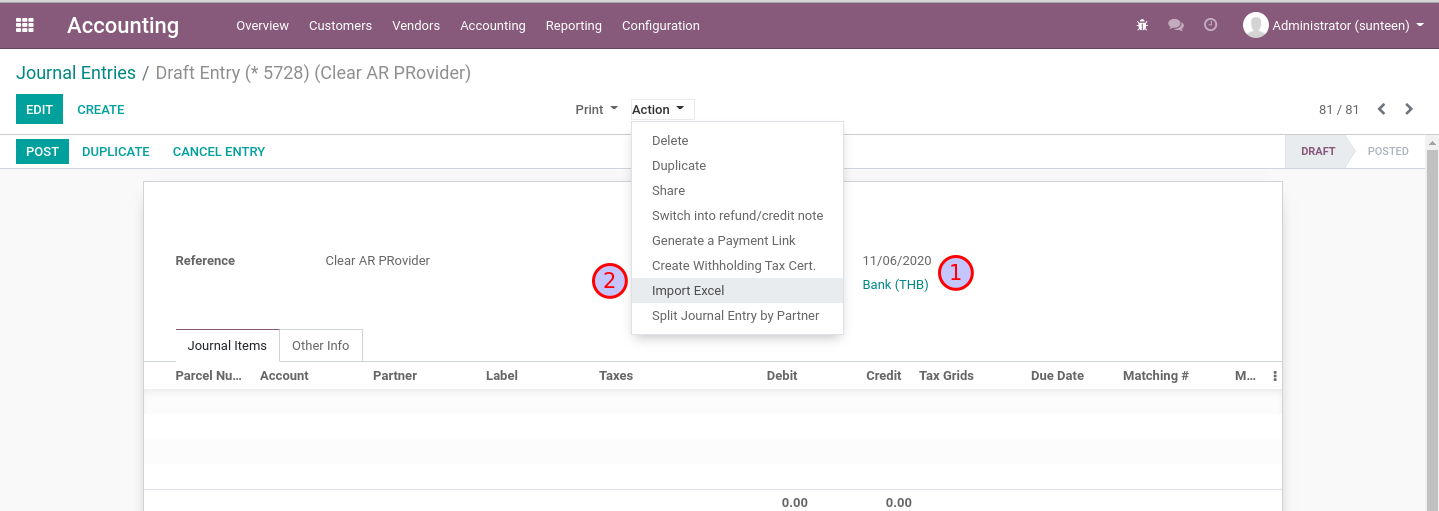 Accounting Overview Customers Vendors Accounting Reporting Configuration Administrator (sunteen)
Journal Entries / Draft Entry (* 5728) (Clear AR PRovider)
EDIT CREATE Print Action 81 / 81
POST DUPLICATE CANCEL ENTRY DRAFT POSTED
Delete
Duplicate
Share
Switch into refund/credit note
Generate a Payment Link
Create Withholding Tax Cert.
Import Excel
Split Journal Entry by Partner
Reference Clear AR PRovider 11/06/2020
2 1
Bank (THB)
Journal Items Other Info
Parcel Nu... Account Partner Label Taxes Debit Credit Tax Grids Due Date Matching # M...
0.00 0.00